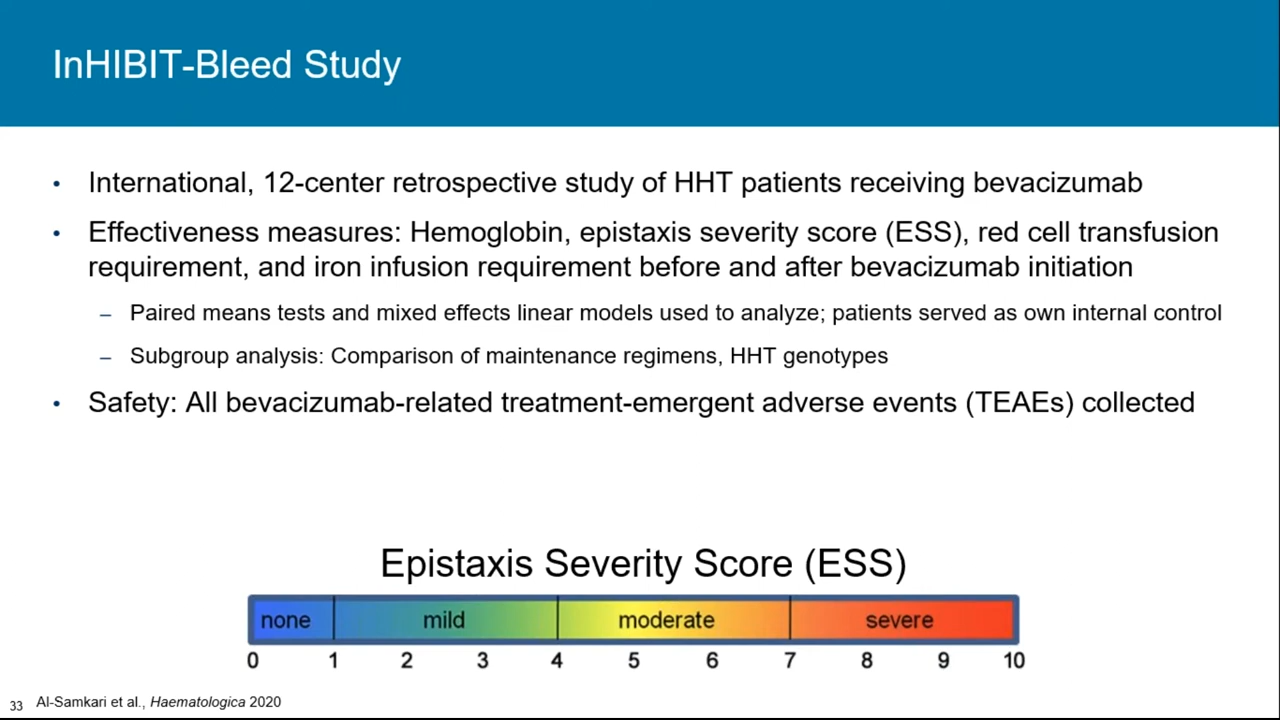 InHIBIT-Bleed Study
• International, 12-center retrospective study of HHT patients receiving bevacizumab
• Effectiveness measures: Hemoglobin, epistaxis severity score (ESS), red cell transfusion
requirement, and iron infusion requirement before and after bevacizumab initiation
– Paired means tests and mixed effects linear models used to analyze; patients served as own internal control
– Subgroup analysis: Comparison of maintenance regimens, HHT genotypes
• Safety: All bevacizumab-related treatment-emergent adverse events (TEAEs) collected
Epistaxis Severity Score (ESS)
none mild moderate severe
0 1 2 3 4 5 6 7 8 9 10
33 Al-Samkari et al., Haematologica 2020